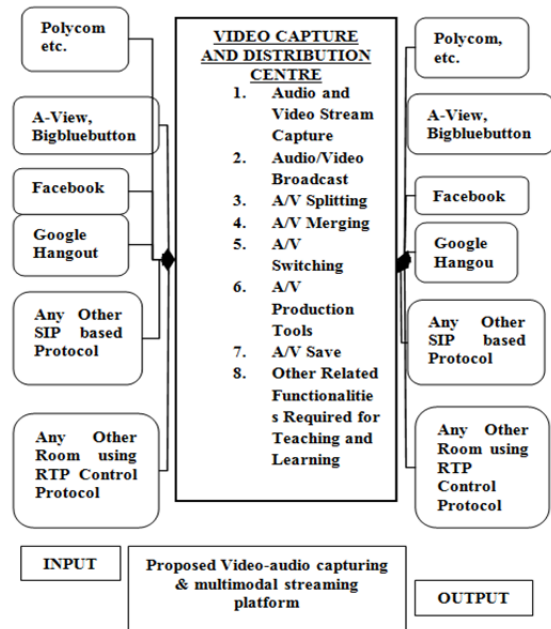 Polycom
etc.
A-View,
Bigbluebutton
Facebook
Google
Hangout
Any Other
SIP based
Protocol
Any Other
Room using
RTP Control
Protocol
VIDEO CAPTURE
AND DISTRIBUTION
CENTRE
1. Audio and
Video Stream
Capture
2. Audio/Video
Broadcast
3. A/V Splitting
4. A/V Merging
5. A/V
Switching
6. A/V
Production
Tools
7. A/V Save
8. Other Related
Functionalitie
s Required for
Teaching and
Learning
Polycom,
etc.
A-View,
Bigbluebutton
Facebook
Google
Hangou
Any Other
SIP based
Protocol
Any Other
Room using
RTP
Control
Protocol
INPUT
Proposed Video-audio capturing
& multimodal streaming
platform
OUTPUT